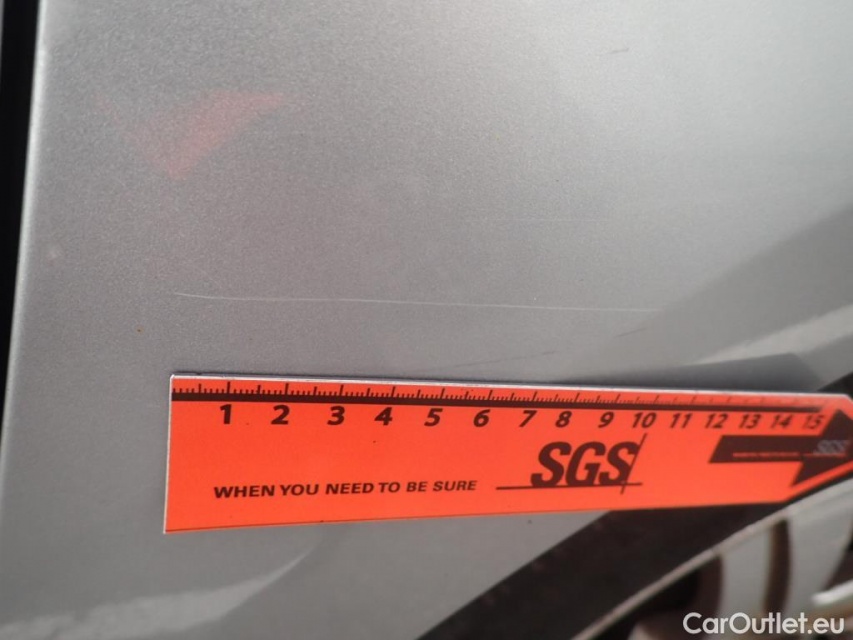 1 2 3 4 5 6 7 8 9 10 11 12 13 14 15
SGS
WHEN YOU NEED TO BE SURE
SGS
CarOutlet.eu